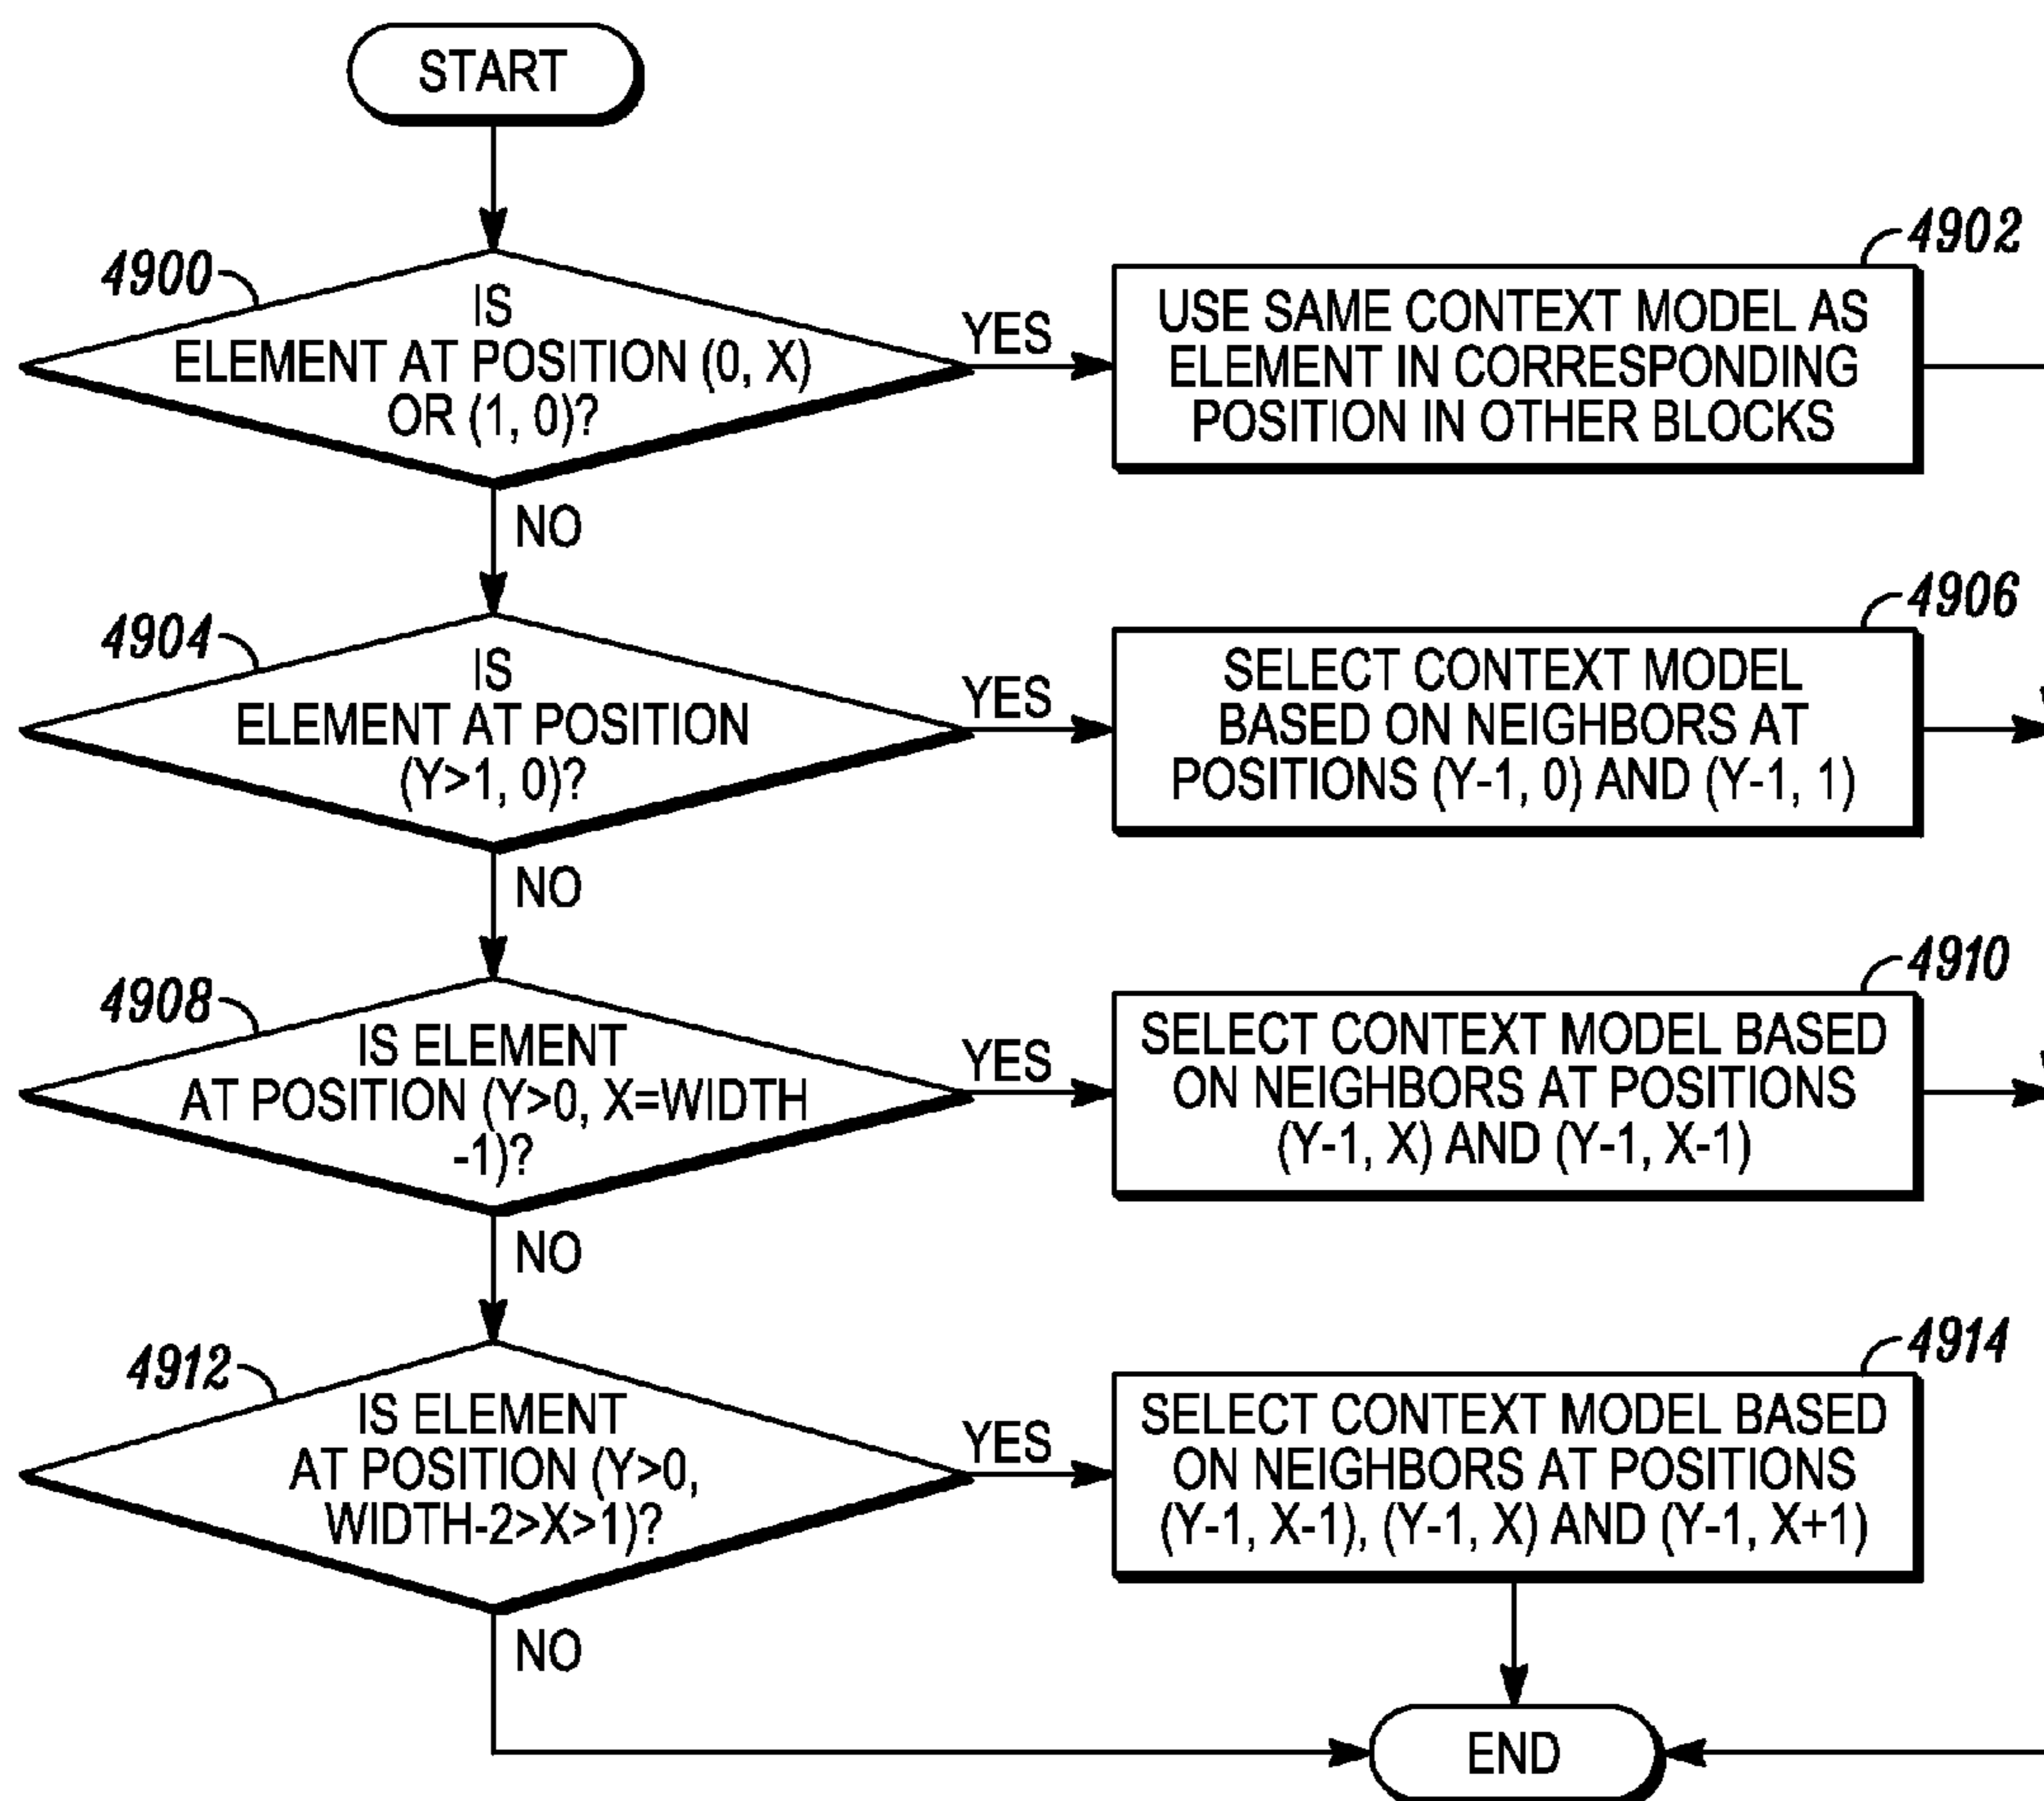 START
4900
IS
ELEMENT AT POSITION (0, X)
OR (1, 0)?
YES
4902
USE SAME CONTEXT MODEL AS
ELEMENT IN CORRESPONDING
POSITION IN OTHER BLOCKS
NO
4904
IS
ELEMENT AT POSITION
(Y>1, 0)?
YES
4906
SELECT CONTEXT MODEL
BASED ON NEIGHBORS AT
POSITIONS (Y-1, 0) AND (Y-1, 1)
NO
4908
IS ELEMENT
AT POSITION (Y>0, X=WIDTH
-1)?
YES
4910
SELECT CONTEXT MODEL BASED
ON NEIGHBORS AT POSITIONS
(Y-1, X) AND (Y-1, X-1)
NO
4912
IS ELEMENT
AT POSITION (Y>0,
WIDTH-2>X>1)?
YES
4914
SELECT CONTEXT MODEL BASED
ON NEIGHBORS AT POSITIONS
(Y-1, X-1), (Y-1, X) AND (Y-1, X+1)
NO
END